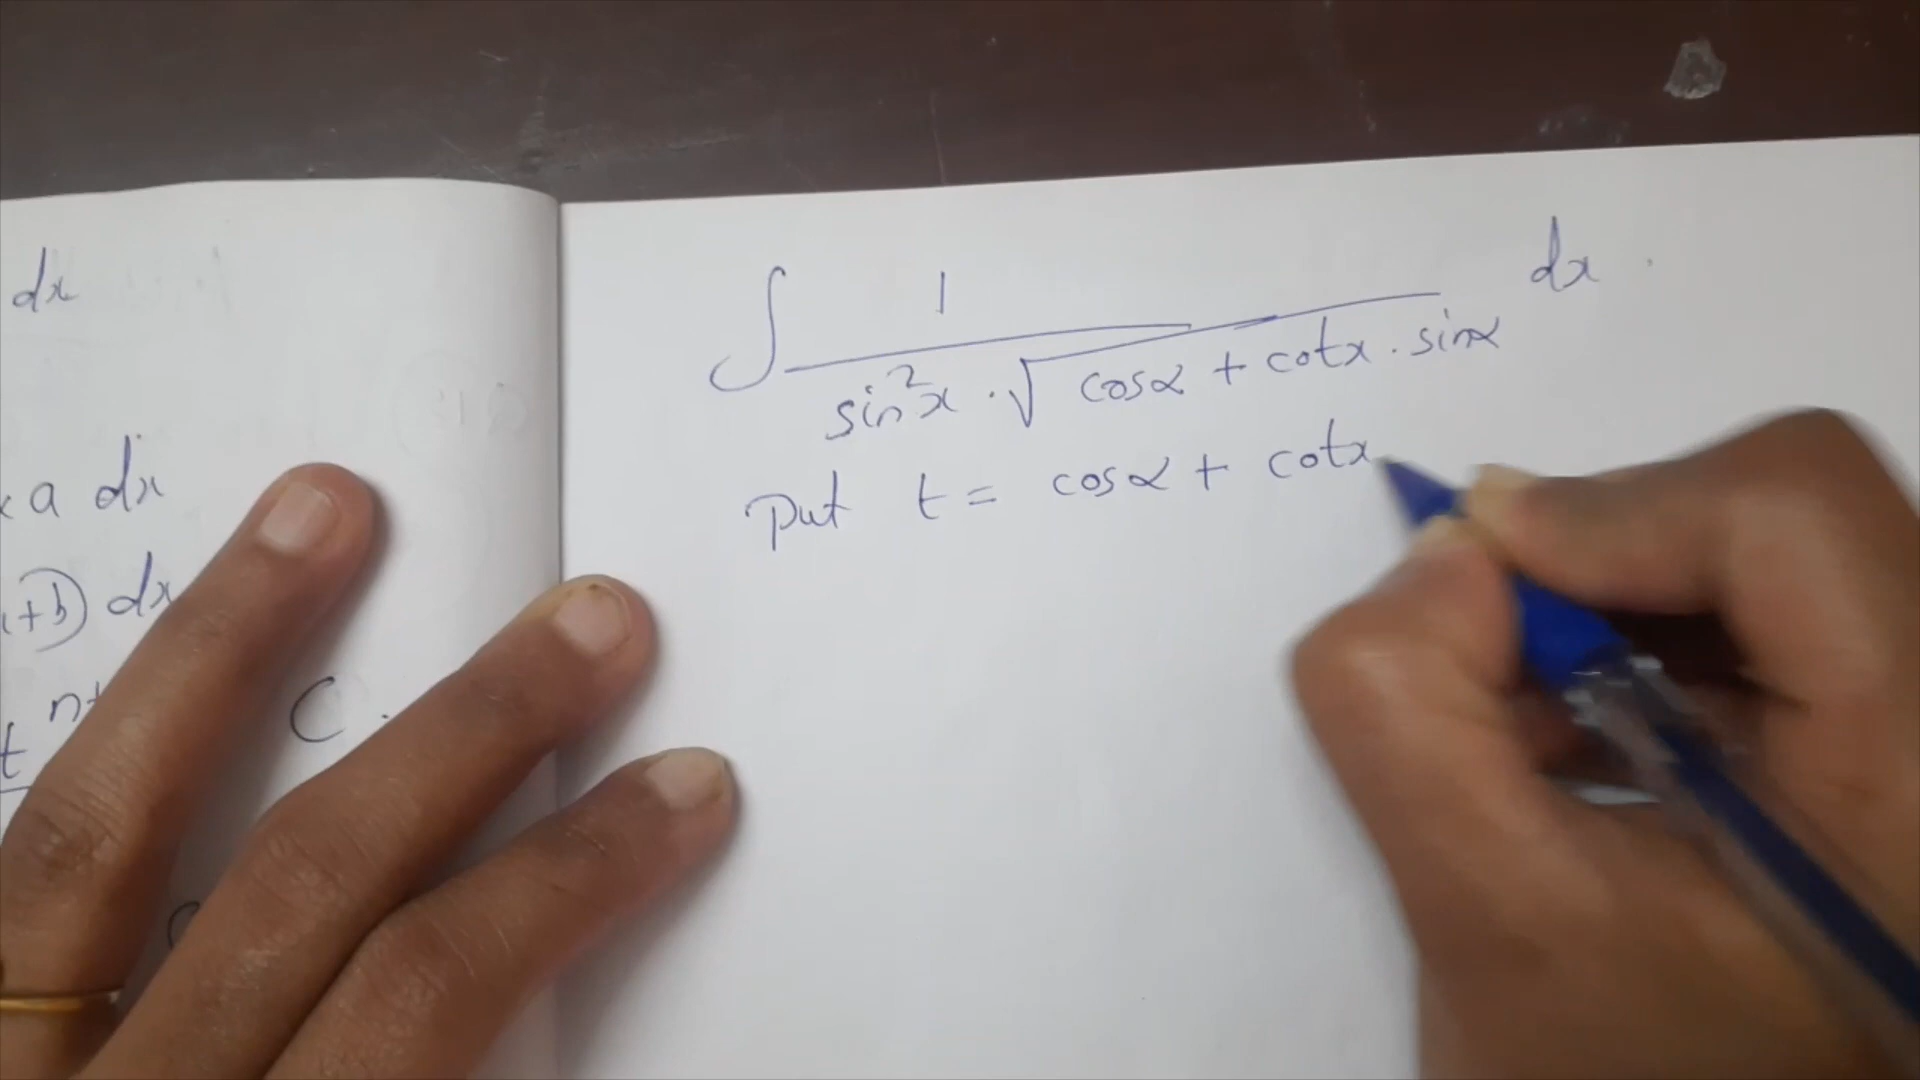 dx
a dx
+b) dx
t n+
C .
∫ 1 / sin²x . √ cosα + cotx . sinα dx .
Put t = cosα + cotx